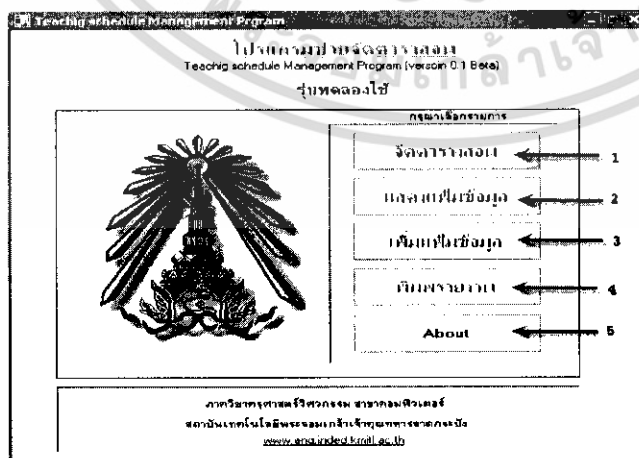 Teachig schedule Management Prgram
โปรแกรมช่วยจัดตารางสอน
Teachig schedule Management Program (versoin 0.1 Beta)
รุ่นทดลองใช้
กรุณาเลือกรายการ
จัดตารางสอน 1
แสดงแฟ้มข้อมูล 2
เพิ่มแฟ้มข้อมูล 3
พิมพ์รายงาน 4
About 5
ภาควิชาครุศาสตร์วิศวกรรม สาขาคอมพิวเตอร์
สถาบันเทคโนโลยีพระจอมเกล้าเจ้าคุณทหารลาดกระบัง
www.eng.inded.kmitl.ac.th